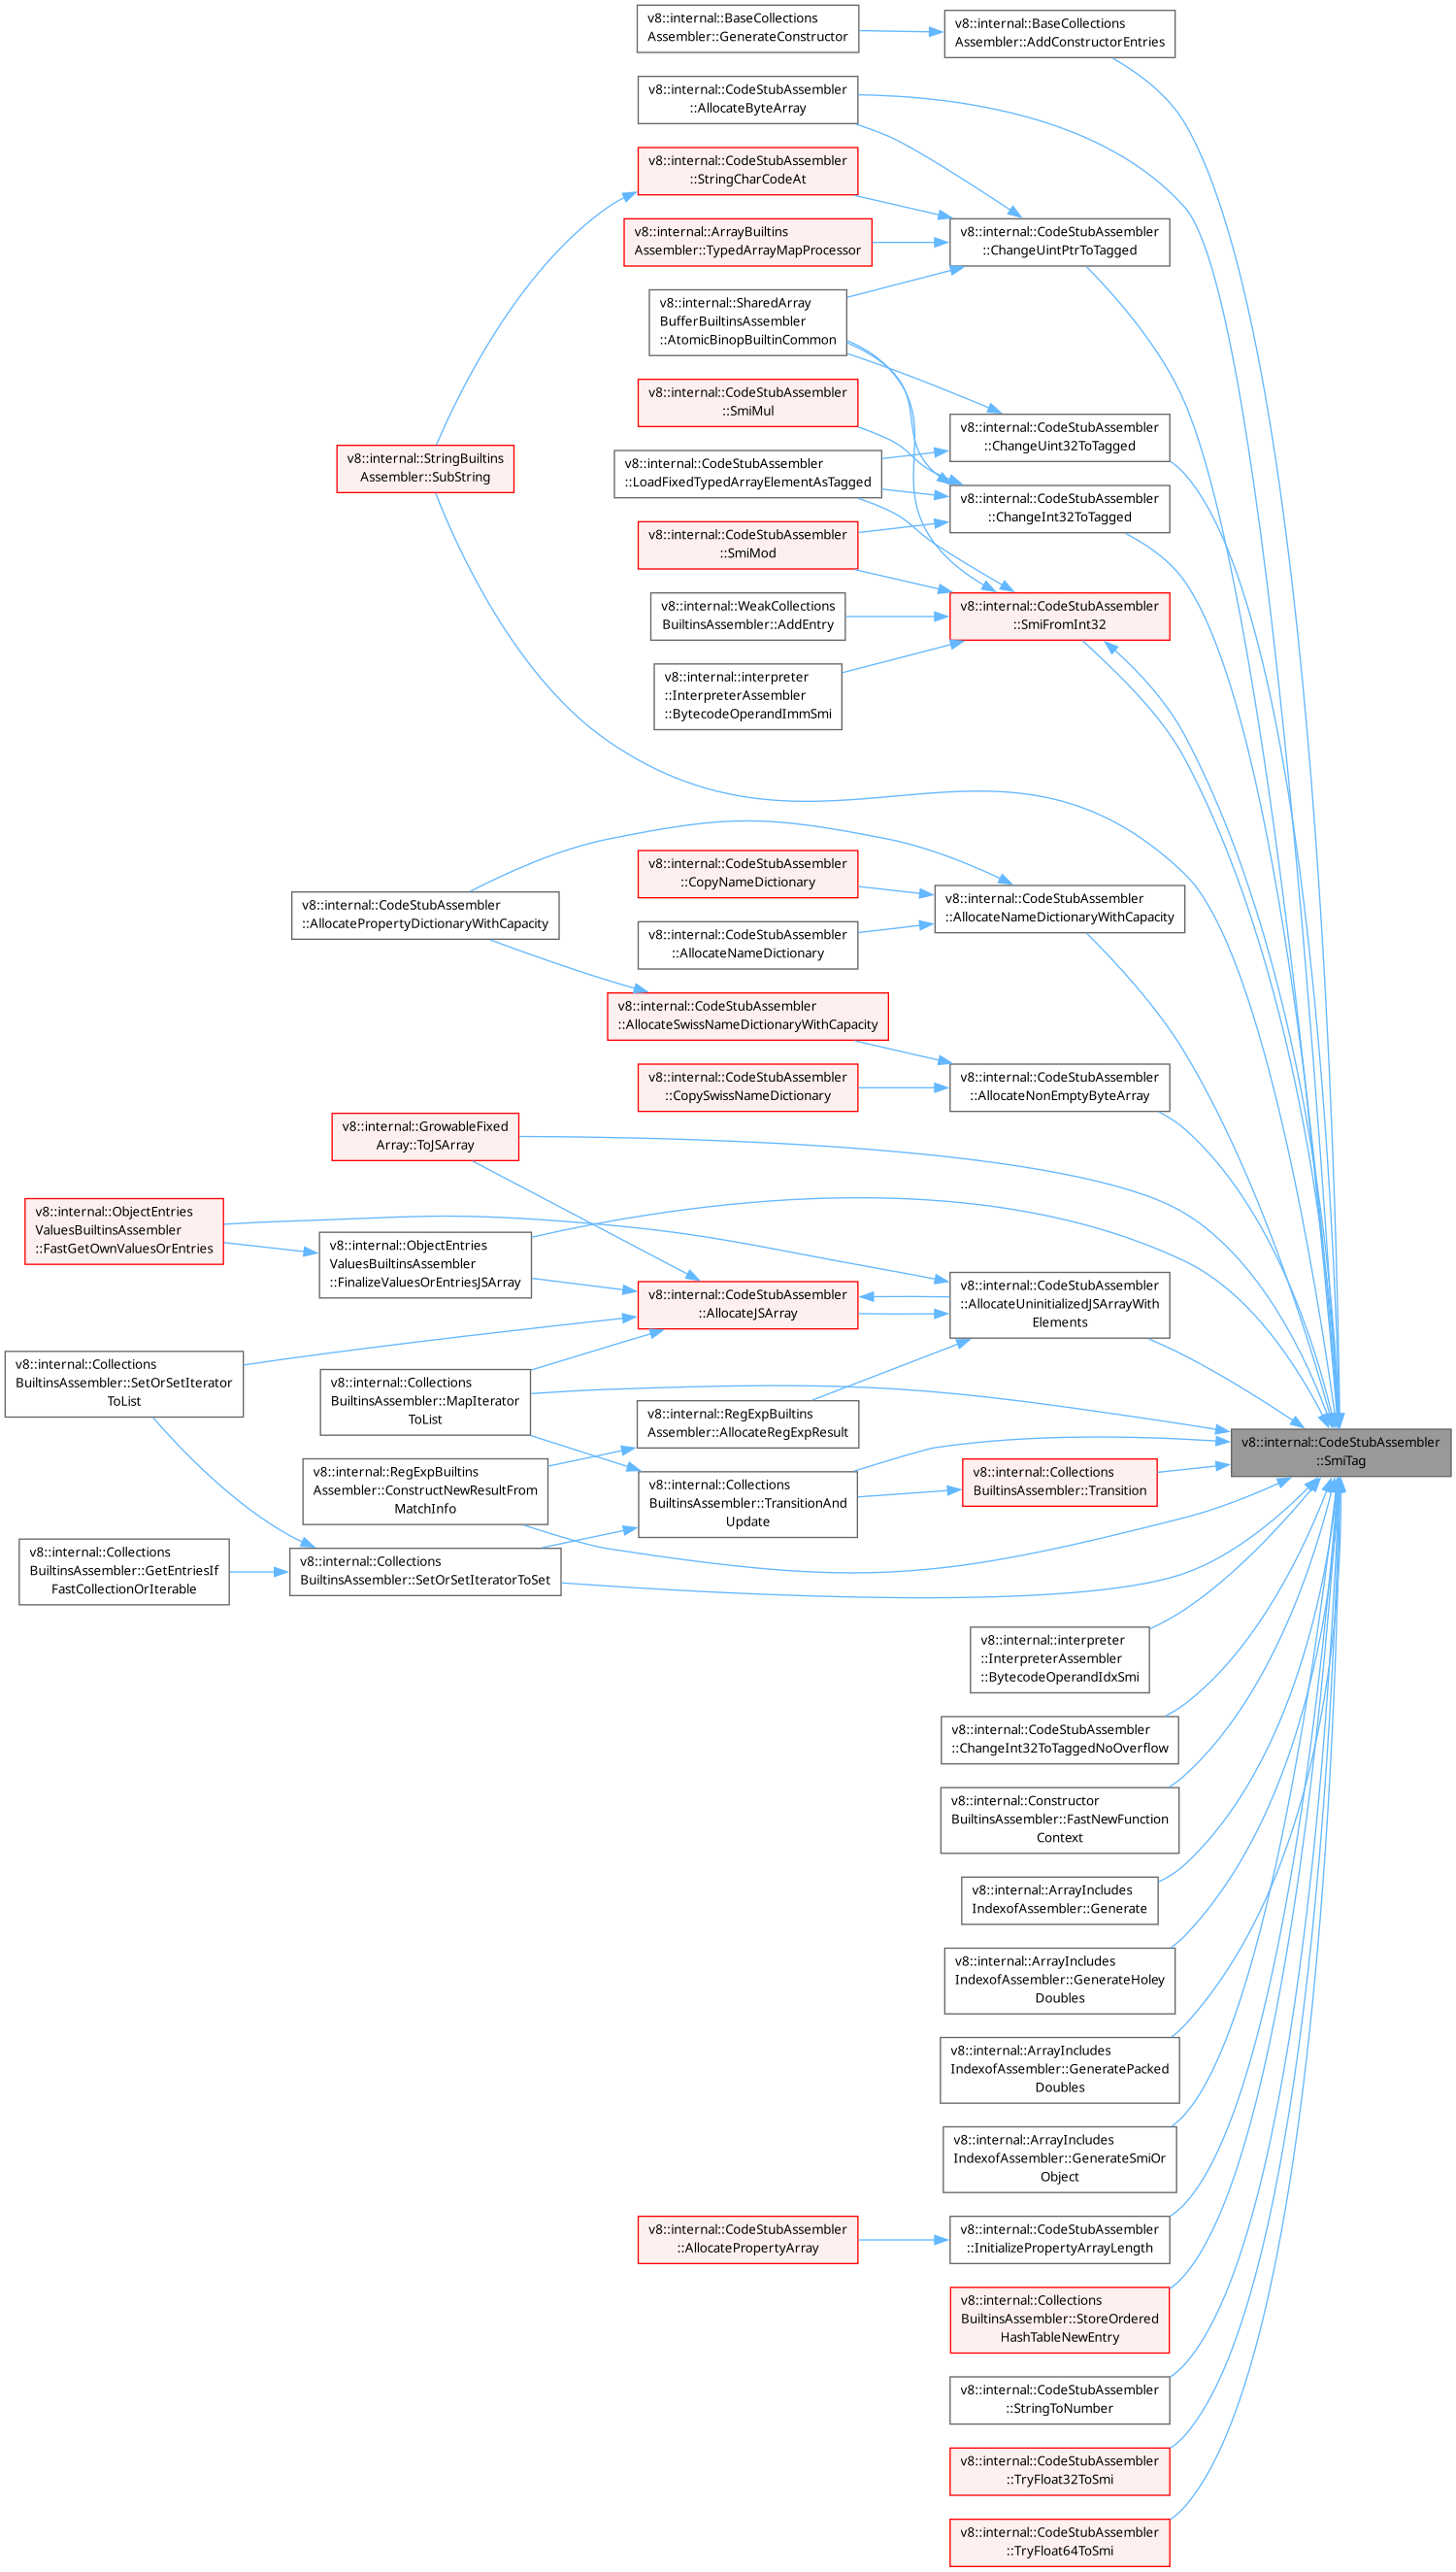 v8::internal::BaseCollections
Assembler::GenerateConstructor
v8::internal::BaseCollections
Assembler::AddConstructorEntries
v8::internal::CodeStubAssembler
::AllocateByteArray
v8::internal::CodeStubAssembler
::StringCharCodeAt
v8::internal::ArrayBuiltins
Assembler::TypedArrayMapProcessor
v8::internal::CodeStubAssembler
::ChangeUintPtrToTagged
v8::internal::SharedArray
BufferBuiltinsAssembler
::AtomicBinopBuiltinCommon
v8::internal::CodeStubAssembler
::SmiMul
v8::internal::CodeStubAssembler
::ChangeUint32ToTagged
v8::internal::StringBuiltins
Assembler::SubString
v8::internal::CodeStubAssembler
::LoadFixedTypedArrayElementAsTagged
v8::internal::CodeStubAssembler
::ChangeInt32ToTagged
v8::internal::CodeStubAssembler
::SmiMod
v8::internal::WeakCollections
BuiltinsAssembler::AddEntry
v8::internal::CodeStubAssembler
::SmiFromInt32
v8::internal::interpreter
::InterpreterAssembler
::BytecodeOperandImmSmi
v8::internal::CodeStubAssembler
::CopyNameDictionary
v8::internal::CodeStubAssembler
::AllocatePropertyDictionaryWithCapacity
v8::internal::CodeStubAssembler
::AllocateNameDictionaryWithCapacity
v8::internal::CodeStubAssembler
::AllocateNameDictionary
v8::internal::CodeStubAssembler
::AllocateSwissNameDictionaryWithCapacity
v8::internal::CodeStubAssembler
::CopySwissNameDictionary
v8::internal::CodeStubAssembler
::AllocateNonEmptyByteArray
v8::internal::GrowableFixed
Array::ToJSArray
v8::internal::ObjectEntries
ValuesBuiltinsAssembler
::FastGetOwnValuesOrEntries
v8::internal::ObjectEntries
ValuesBuiltinsAssembler
::FinalizeValuesOrEntriesJSArray
v8::internal::CodeStubAssembler
::AllocateJSArray
v8::internal::CodeStubAssembler
::AllocateUninitializedJSArrayWith
Elements
v8::internal::Collections
BuiltinsAssembler::SetOrSetIterator
ToList
v8::internal::Collections
BuiltinsAssembler::MapIterator
ToList
v8::internal::RegExpBuiltins
Assembler::AllocateRegExpResult
v8::internal::CodeStubAssembler
::SmiTag
v8::internal::RegExpBuiltins
Assembler::ConstructNewResultFrom
MatchInfo
v8::internal::Collections
BuiltinsAssembler::TransitionAnd
Update
v8::internal::Collections
BuiltinsAssembler::Transition
v8::internal::Collections
BuiltinsAssembler::GetEntriesIf
FastCollectionOrIterable
v8::internal::Collections
BuiltinsAssembler::SetOrSetIteratorToSet
v8::internal::interpreter
::InterpreterAssembler
::BytecodeOperandIdxSmi
v8::internal::CodeStubAssembler
::ChangeInt32ToTaggedNoOverflow
v8::internal::Constructor
BuiltinsAssembler::FastNewFunction
Context
v8::internal::ArrayIncludes
IndexofAssembler::Generate
v8::internal::ArrayIncludes
IndexofAssembler::GenerateHoley
Doubles
v8::internal::ArrayIncludes
IndexofAssembler::GeneratePacked
Doubles
v8::internal::ArrayIncludes
IndexofAssembler::GenerateSmiOr
Object
v8::internal::CodeStubAssembler
::AllocatePropertyArray
v8::internal::CodeStubAssembler
::InitializePropertyArrayLength
v8::internal::Collections
BuiltinsAssembler::StoreOrdered
HashTableNewEntry
v8::internal::CodeStubAssembler
::StringToNumber
v8::internal::CodeStubAssembler
::TryFloat32ToSmi
v8::internal::CodeStubAssembler
::TryFloat64ToSmi